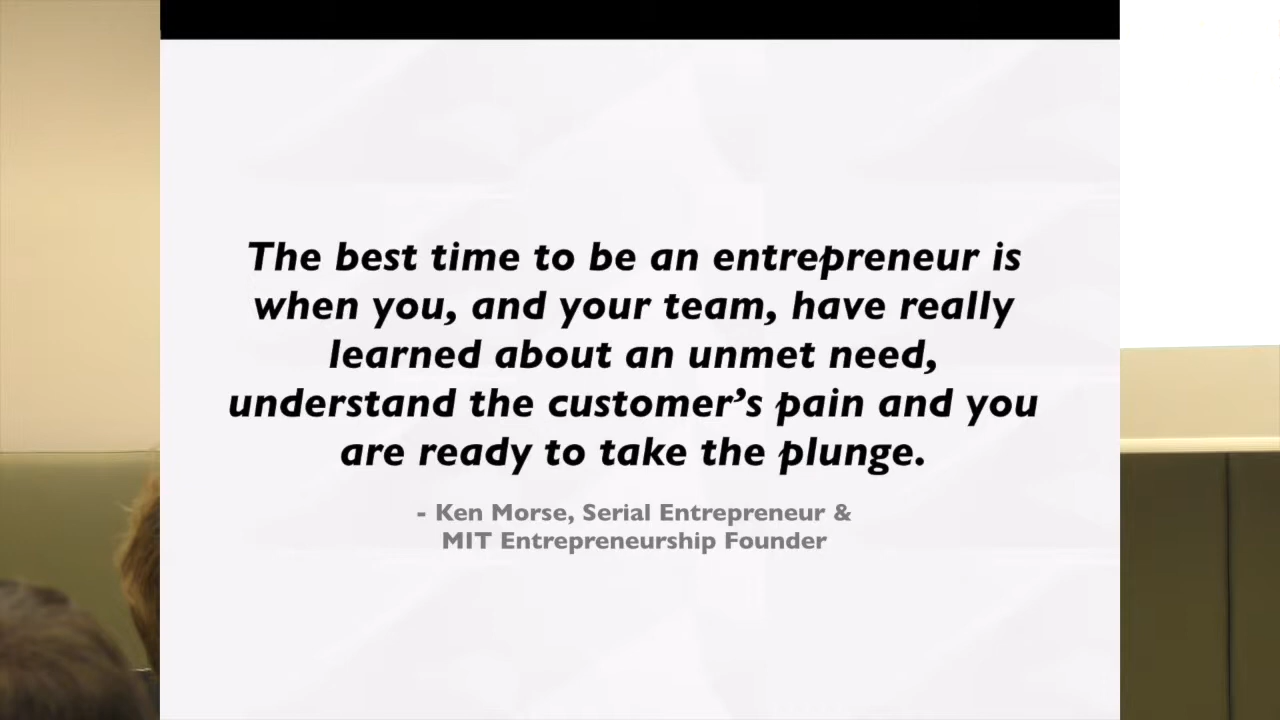 The best time to be an entrepreneur is
when you, and your team, have really
learned about an unmet need,
understand the customer’s pain and you
are ready to take the plunge.
- Ken Morse, Serial Entrepreneur &
MIT Entrepreneurship Founder